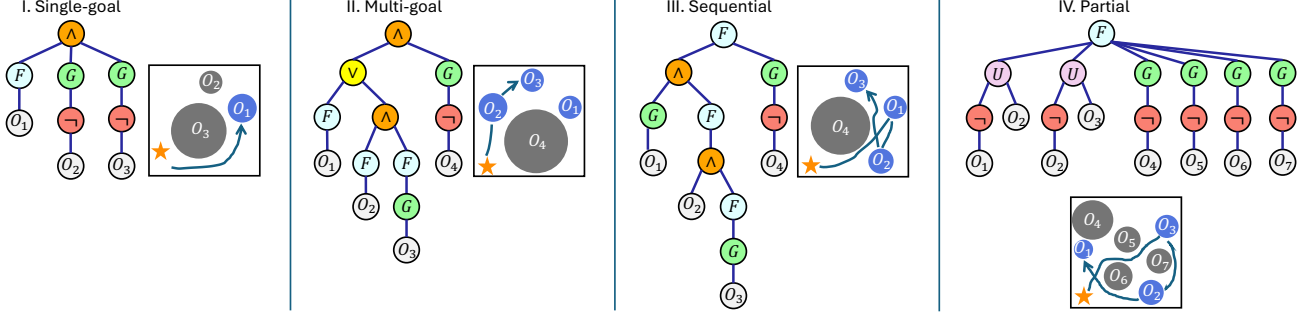 I. Single-goal
∧
F G G
O₁ ¬ ¬
O₂ O₃
O₂
O₁
O₃
II. Multi-goal
∧
∨ G
F ∧ ¬
O₁ F F O₄
O₂ G
O₃
O₃
O₂ O₁
O₄
III. Sequential
F
∧ G
G F ¬
O₁ ∧ O₄
O₂ F
G
O₃
O₃
O₁
O₄
O₂
IV. Partial
F
U U G G G G
¬ O₂ ¬ O₃ ¬ ¬ ¬ ¬
O₁ O₂ O₄ O₅ O₆ O₇
O₄
O₃
O₁ O₅
O₇
O₆
O₂